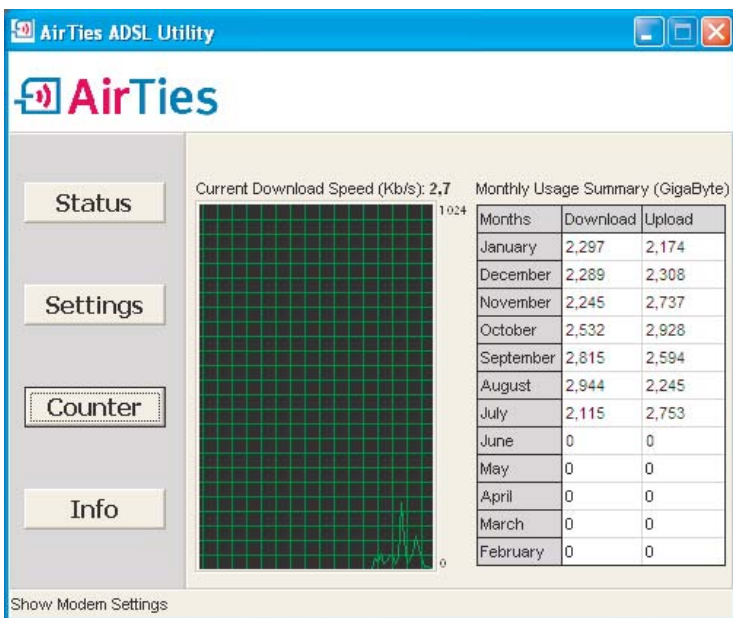 AirTies ADSL Utility
AirTies
Status
Settings
Counter
Info
Current Download Speed (Kb/s): 2,7
1024
0
Monthly Usage Summary (GigaByte)
Months Download Upload
January 2,297 2,174
December 2,289 2,308
November 2,245 2,737
October 2,532 2,928
September 2,815 2,594
August 2,944 2,245
July 2,115 2,753
June 0 0
May 0 0
April 0 0
March 0 0
February 0 0
Show Modem Settings